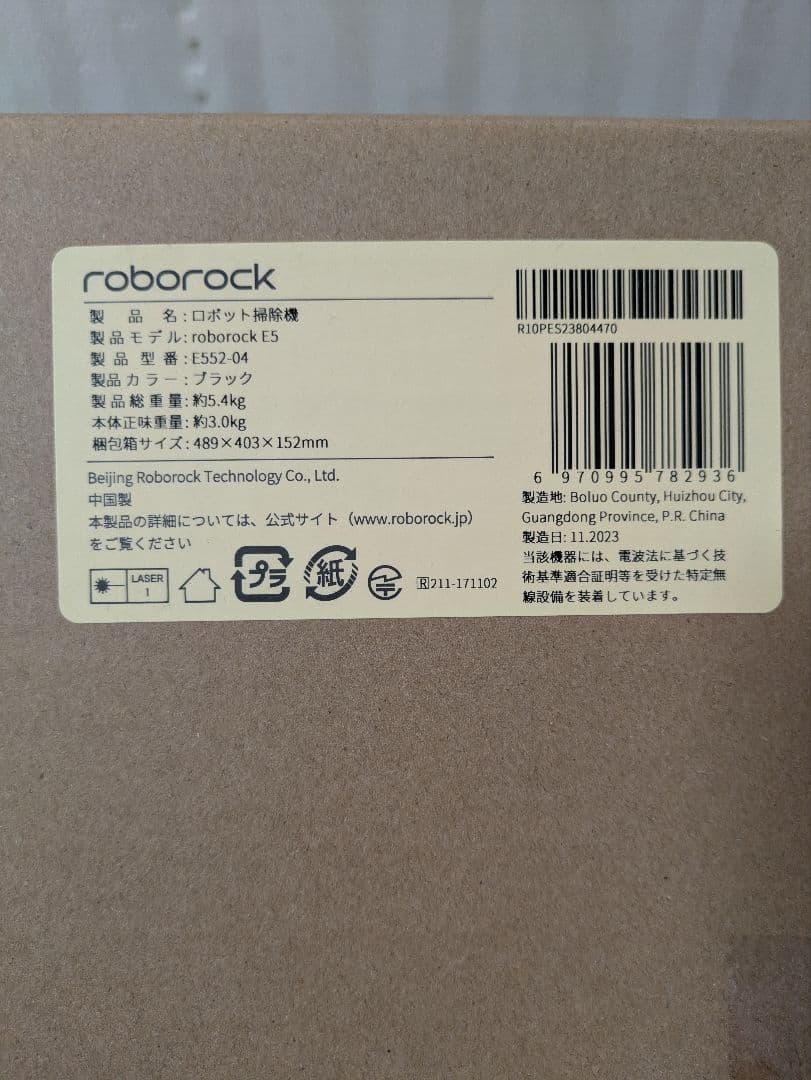 roborock
製品名:ロボット掃除機
製品モデル:roborock E5
製品型番:E552-04
製品カラー:ブラック
製品総重量:約5.4kg
本体正味重量:約3.0kg
梱包箱サイズ:489×403×152mm
Beijing Roborock Technology Co., Ltd.
中国製
本製品の詳細については、公式サイト（www.roborock.jp）
をご覧ください
LASER
1
プラ
紙
R211-171102
R10PES23804470
6 970995 782936
製造地: Boluo County, Huizhou City,
Guangdong Province, P.R. China
製造日: 11.2023
当該機器には、電波法に基づく技
術基準適合証明等を受けた特定無
線設備を装着しています。